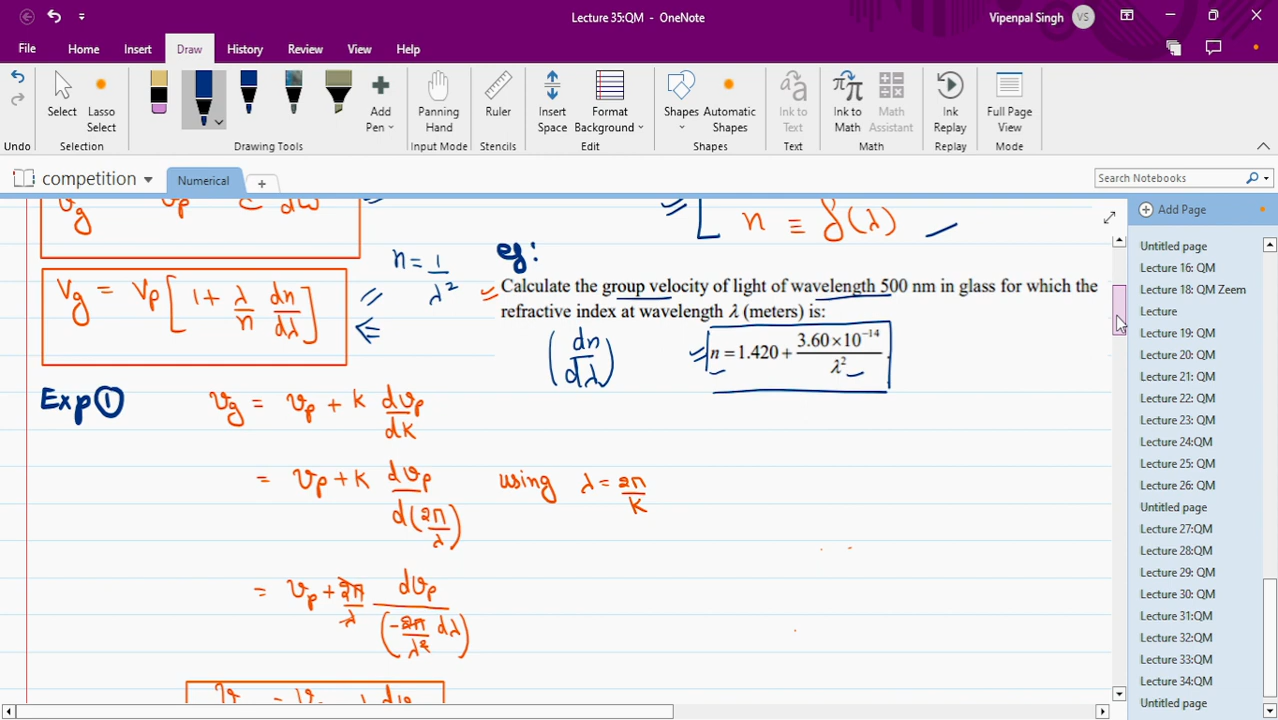 Lecture 35:QM - OneNote
Vipenpal Singh VS
File Home Insert Draw History Review View Help
Undo
Select
Lasso Select
Add Pen
Panning Hand
Ruler
Insert Space
Format Background
Shapes
Automatic Shapes
Ink to Text
Ink to Math
Math Assistant
Ink Replay
Full Page View
Selection Drawing Tools Input Mode Stencils Edit Shapes Text Math Replay Mode
competition Numerical + Search Notebooks
Add Page
Untitled page
Lecture 16: QM
Lecture 18: QM Zeem
Lecture
Lecture 19: QM
Lecture 20: QM
Lecture 21: QM
Lecture 22: QM
Lecture 23: QM
Lecture 24:QM
Lecture 25: QM
Lecture 26: QM
Untitled page
Lecture 27:QM
Lecture 28:QM
Lecture 29: QM
Lecture 30: QM
Lecture 31:QM
Lecture 32:QM
Lecture 33:QM
Lecture 34:QM
Untitled page
n ≡ f(λ)
vg = vp [1 + λ/n dn/dλ]
n = 1/λ²
eg:
Calculate the group velocity of light of wavelength 500 nm in glass for which the
refractive index at wavelength λ (meters) is:
(dn/dλ)
n = 1.420 + 3.60×10⁻¹⁴/λ²
Exp ①
vg = vp + k dvp/dk
= vp + k dvp/d(2π/λ) using λ = 2π/k
= vp + 2π/λ dvp/(-2π/λ² dλ)